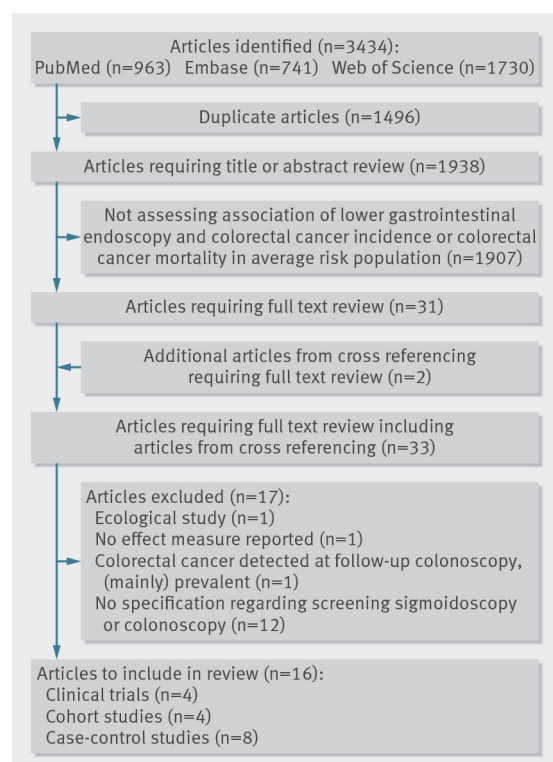 Articles identified (n=3434):
PubMed (n=963) Embase (n=741) Web of Science (n=1730)
Duplicate articles (n=1496)
Articles requiring title or abstract review (n=1938)
Not assessing association of lower gastrointestinal
endoscopy and colorectal cancer incidence or colorectal
cancer mortality in average risk population (n=1907)
Articles requiring full text review (n=31)
Additional articles from cross referencing
requiring full text review (n=2)
Articles requiring full text review including
articles from cross referencing (n=33)
Articles excluded (n=17):
Ecological study (n=1)
No effect measure reported (n=1)
Colorectal cancer detected at follow-up colonoscopy,
(mainly) prevalent (n=1)
No specification regarding screening sigmoidoscopy
or colonoscopy (n=12)
Articles to include in review (n=16):
Clinical trials (n=4)
Cohort studies (n=4)
Case-control studies (n=8)